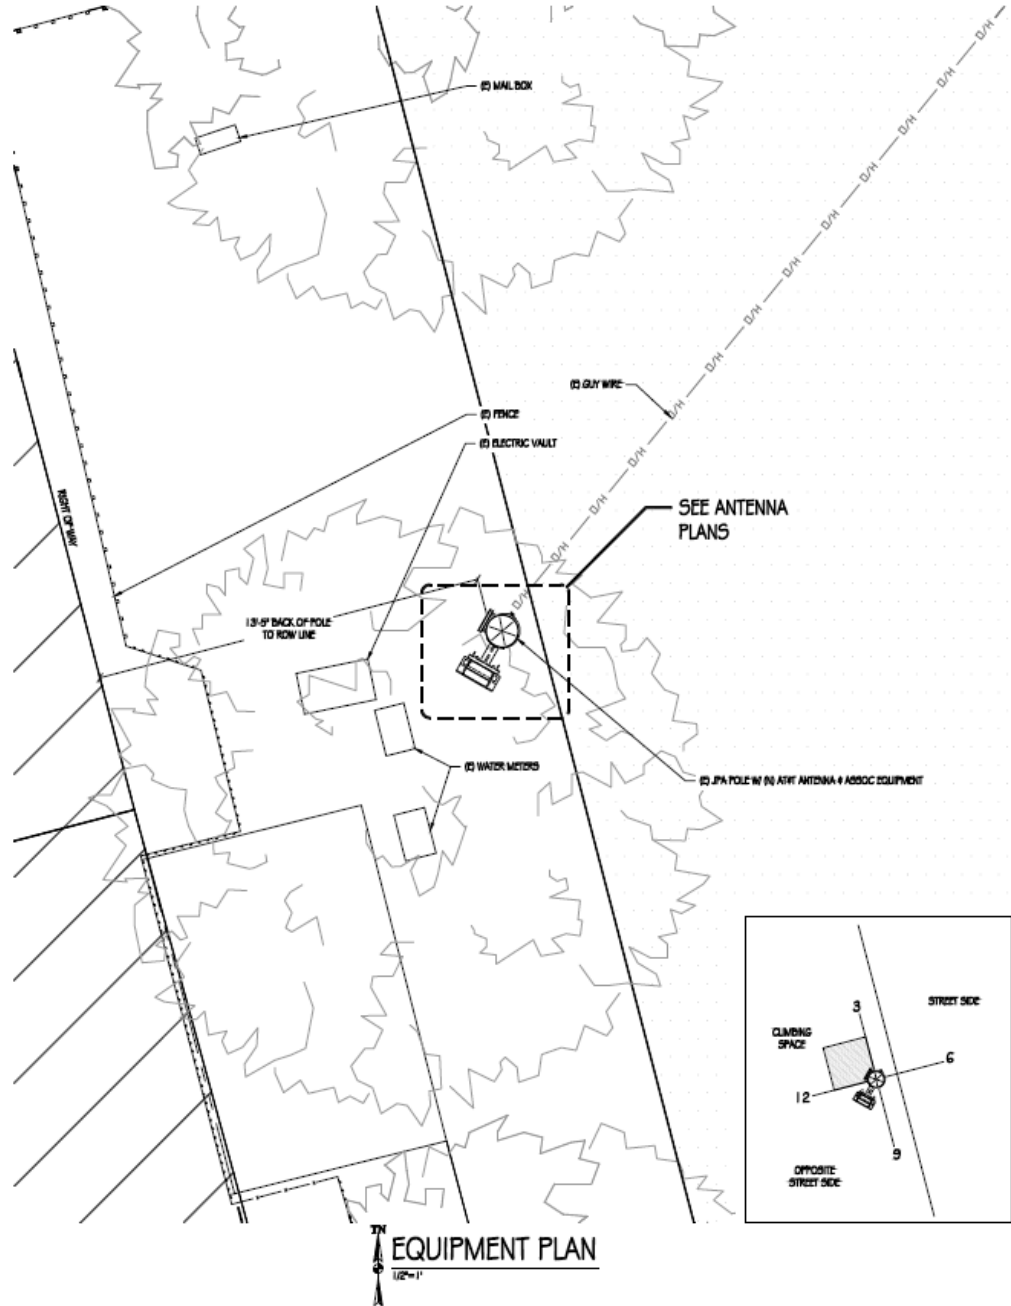 (E) MAIL BOX
(E) GUY WIRE
(E) FENCE
(E) ELECTRIC VAULT
RIGHT OF WAY
SEE ANTENNA
PLANS
13'-5" BACK OF POLE
TO ROW LINE
(E) WATER METERS
(E) JPA POLE W/ (N) AT&T ANTENNA & ASSOC EQUIPMENT
O/H
O/H
O/H
O/H
O/H
O/H
O/H
O/H
O/H
O/H
O/H
O/H
O/H
STREET SIDE
3
CLIMBING
SPACE
6
12
9
OPPOSITE
STREET SIDE
TN
EQUIPMENT PLAN
1/2"=1'